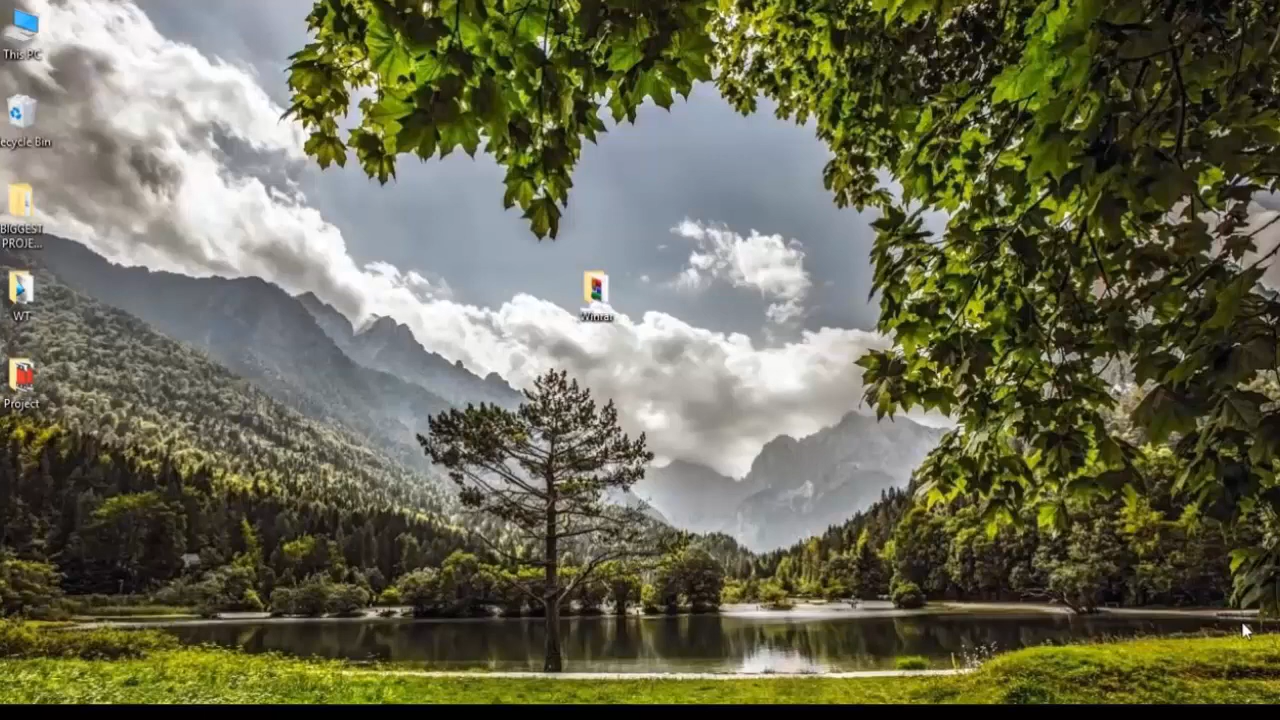 This PC
ecycle Bin
BIGGEST
PROJE...
WT
Winrar
Project